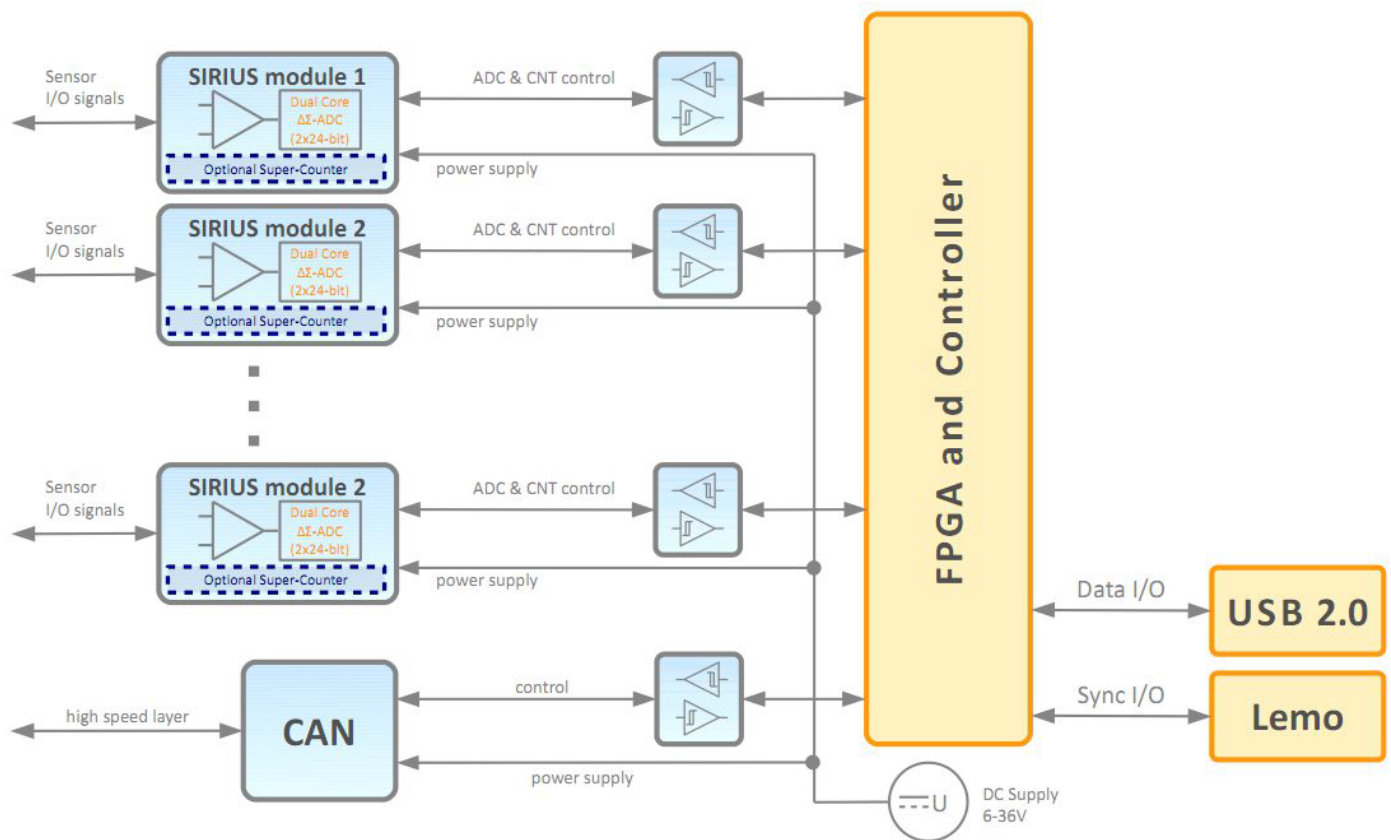 Sensor
I/O signals
SIRIUS module 1
Dual Core
ΔΣ-ADC
(2x24-bit)
Optional Super-Counter
ADC & CNT control
power supply
Sensor
I/O signals
SIRIUS module 2
Dual Core
ΔΣ-ADC
(2x24-bit)
Optional Super-Counter
ADC & CNT control
power supply
Sensor
I/O signals
SIRIUS module 2
Dual Core
ΔΣ-ADC
(2x24-bit)
Optional Super-Counter
ADC & CNT control
power supply
high speed layer
CAN
control
power supply
FPGA and Controller
Data I/O
USB 2.0
Sync I/O
Lemo
U
DC Supply
6-36V